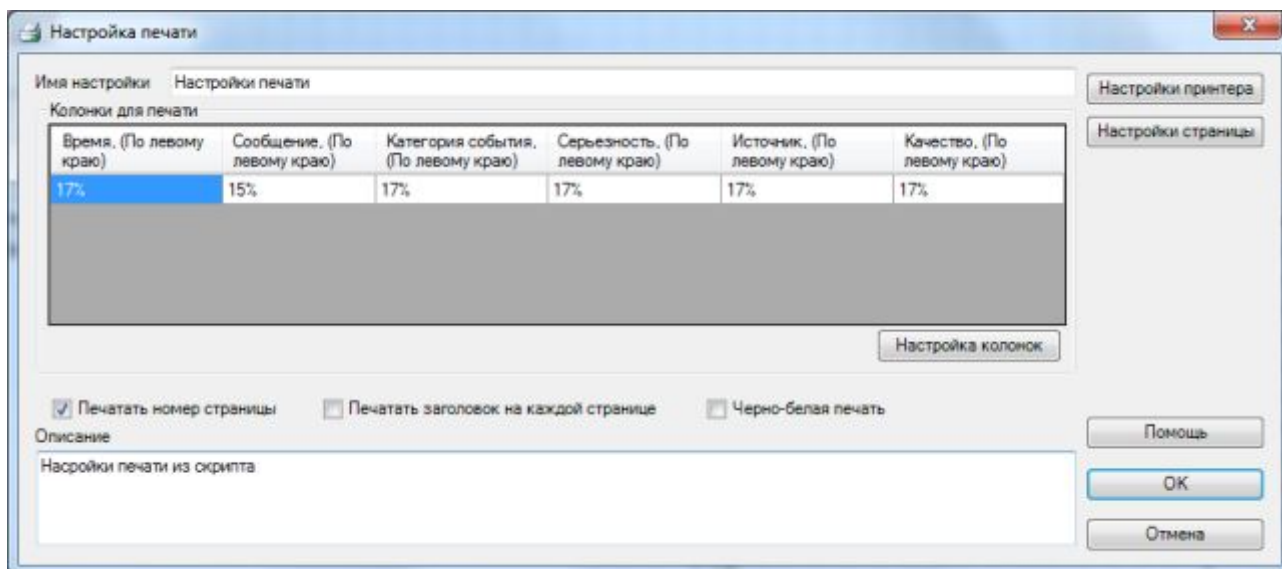 Настройка печати
Имя настройки Настройки печати
Настройки принтера
Колонки для печати
Настройки страницы
Время, (По левому краю) Сообщение, (По левому краю) Категория события, (По левому краю) Серьезность, (По левому краю) Источник, (По левому краю) Качество, (По левому краю)
17% 15% 17% 17% 17% 17%
Настройка колонок
Печатать номер страницы Печатать заголовок на каждой странице Черно-белая печать
Описание
Насройки печати из скрипта
Помощь
ОК
Отмена